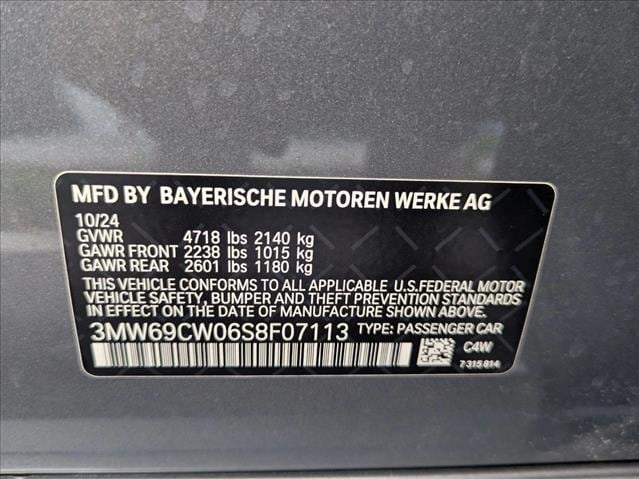 MFD BY BAYERISCHE MOTOREN WERKE AG
10/24
GVWR 4718 lbs 2140 kg
GAWR FRONT 2238 lbs 1015 kg
GAWR REAR 2601 lbs 1180 kg
THIS VEHICLE CONFORMS TO ALL APPLICABLE U.S.FEDERAL MOTOR
VEHICLE SAFETY, BUMPER AND THEFT PREVENTION STANDARDS
IN EFFECT ON THE DATE OF MANUFACTURE SHOWN ABOVE.
3MW69CW06S8F07113 TYPE: PASSENGER CAR
C4W
7315814